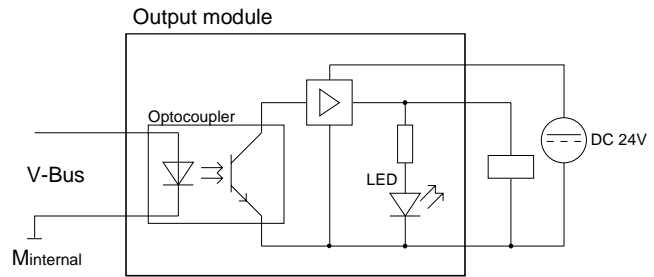 Output module
Optocoupler
DC 24V
V-Bus
LED
Minternal